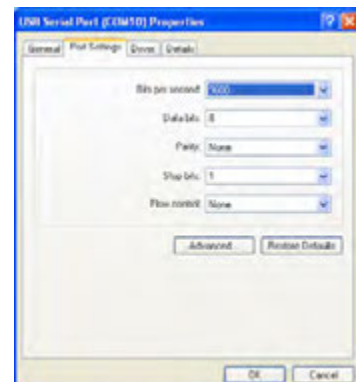 USB Serial Port (COM10) Properties
General Port Settings Driver Details
Bits per second: 9600
Data bits: 8
Parity: None
Stop bits: 1
Flow control: None
Advanced... Restore Defaults
OK Cancel